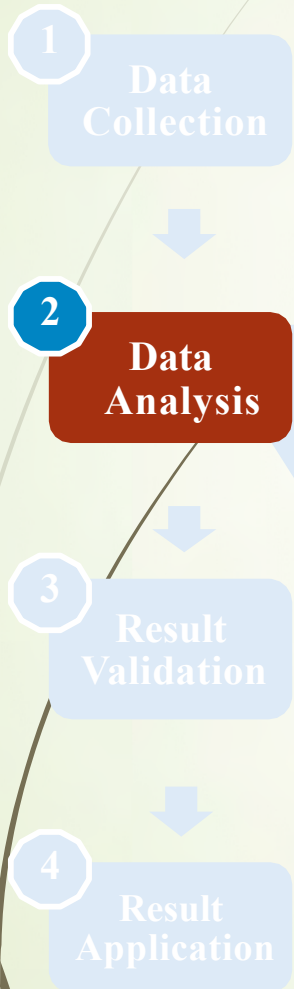 1
Data
Collection
2
Data
Analysis
3
Result
Validation
4
Result
Application